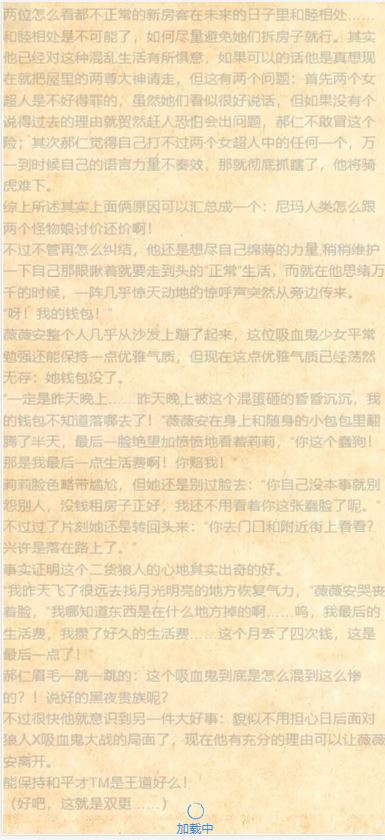 两位怎么看都不正常的新房客在未来的日子里和睦相处……
和睦相处是不可能了，如何尽量避免她们拆房子就行。其实
他已经对这种混乱生活有所惧意，如果可以的话他是真想现
在就把屋里的两尊大神请走，但这有两个问题：首先两个女
超人是不好得罪的，虽然她们看似很好说话，但如果没有个
说得过去的理由就贸然赶人恐怕会出问题，郝仁不敢冒这个
险；其次郝仁觉得自己打不过两个女超人中的任何一个，万
一到时候自己的语言力量不奏效，那就彻底抓瞎了，他将骑
虎难下。
综上所述其实上面俩原因可以汇总成一个：尼玛人类怎么跟
两个怪物娘讨价还价啊！
不过不管再怎么纠结，他还是想尽自己绵薄的力量,稍稍维护
一下自己那眼瞅着就要走到头的“正常”生活，而就在他思绪万
千的时候，一阵几乎惊天动地的惊呼声突然从旁边传来。
“呀！我的钱包！”
薇薇安整个人几乎从沙发上蹦了起来，这位吸血鬼少女平常
勉强还能保持一点优雅气质，但现在这点优雅气质已经荡然
无存：她钱包没了。
“一定是昨天晚上……昨天晚上被这个混蛋砸的昏昏沉沉，我
的钱包不知道落哪去了！”薇薇安在身上和随身的小包包里翻
腾了半天，最后一脸绝望加愤愤地看着莉莉，“你这个蠢狗！
那是我最后一点生活费啊！你赔我！
莉莉脸色略带尴尬，但她还是别过脸去：“你自己没本事就别
怨别人，没钱租房子正好，我还不用看着你这张蠢脸了呢。”
不过过了片刻她还是转回头来：“你去门口和附近街上看看？
兴许是落在路上了。”
事实证明这个二货狼人的心地其实出奇的好。
“我昨天飞了很远去找月光明亮的地方恢复气力，”薇薇安哭丧
着脸，“我哪知道东西是在什么地方掉的啊……呜，我最后的
生活费，我攒了好久的生活费……这个月丢了四次钱，这是
最后一点了！”
郝仁眉毛一跳一跳的：这个吸血鬼到底是怎么混到这么惨
的？！说好的黑夜贵族呢？
不过很快他就意识到另一件大好事：貌似不用担心日后面对
狼人X吸血鬼大战的局面了，现在他有充分的理由可以让薇薇
安离开。
能保持和平才TM是王道好么！
（好吧，这就是双更……）
加载中